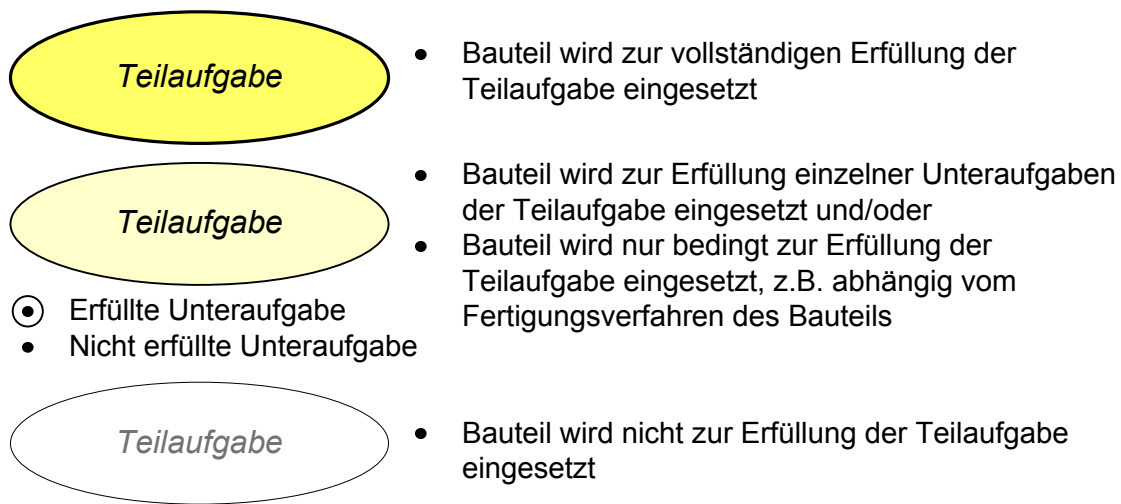 Teilaufgabe
• Bauteil wird zur vollständigen Erfüllung der
Teilaufgabe eingesetzt
Teilaufgabe
• Bauteil wird zur Erfüllung einzelner Unteraufgaben
der Teilaufgabe eingesetzt und/oder
• Bauteil wird nur bedingt zur Erfüllung der
Teilaufgabe eingesetzt, z.B. abhängig vom
Fertigungsverfahren des Bauteils
⦿ Erfüllte Unteraufgabe
• Nicht erfüllte Unteraufgabe
Teilaufgabe
• Bauteil wird nicht zur Erfüllung der Teilaufgabe
eingesetzt